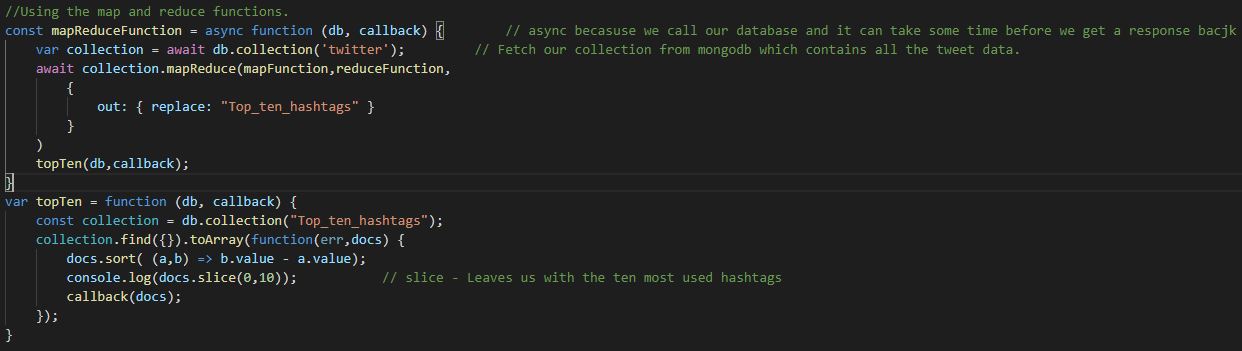 //Using the map and reduce functions.
const mapReduceFunction = async function (db, callback) {        // async becasuse we call our database and it can take some time before we get a response bacjk
    var collection = await db.collection('twitter');         // Fetch our collection from mongodb which contains all the tweet data.
    await collection.mapReduce(mapFunction,reduceFunction,
        {
            out: { replace: "Top_ten_hashtags" }
        }
    )
    topTen(db,callback);
}
var topTen = function (db, callback) {
    const collection = db.collection("Top_ten_hashtags");
    collection.find({}).toArray(function(err,docs) {
        docs.sort( (a,b) => b.value - a.value);
        console.log(docs.slice(0,10));           // slice - Leaves us with the ten most used hashtags
        callback(docs);
    });
}